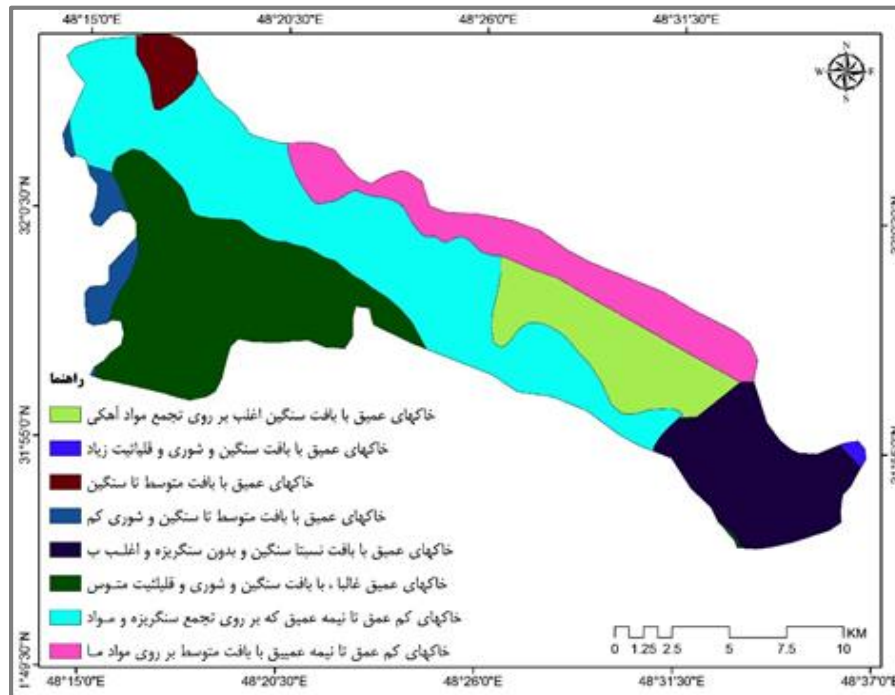 48°15'0"E 48°20'30"E 48°26'0"E 48°31'30"E
N
W E
S
32°0'30"N
31°55'0"N
راهنما
خاکهای عمیق با بافت سنگین اغلب بر روی تجمع مواد آهکی
خاکهای عمیق با بافت سنگین و شوری و قلیائیت زیاد
خاکهای عمیق با بافت متوسط تا سنگین
خاکهای عمیق با بافت متوسط تا سنگین و شوری کم
خاکهای عمیق با بافت نسبتا سنگین و بدون سنگریزه و اغلب ب
خاکهای عمیق غالبا ، با بافت سنگین و شوری و قلیلئیت متوس
خاکهای کم عمق تا نیمه عمیق که بر روی تجمع سنگریزه و مواد
خاکهای کم عمق تا نیمه عمییق با بافت متوسط بر روی مواد ما
KM
0 1.25 2.5 5 7.5 10
1°49'30"N
48°15'0"E 48°20'30"E 48°26'0"E 48°31'30"E 48°37'0"E